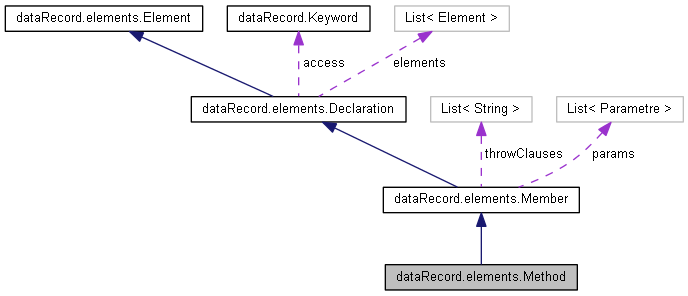 dataRecord.elements.Element
dataRecord.Keyword
List< Element >
access
elements
dataRecord.elements.Declaration
List< String >
List< Parametre >
throwClauses
params
dataRecord.elements.Member
dataRecord.elements.Method